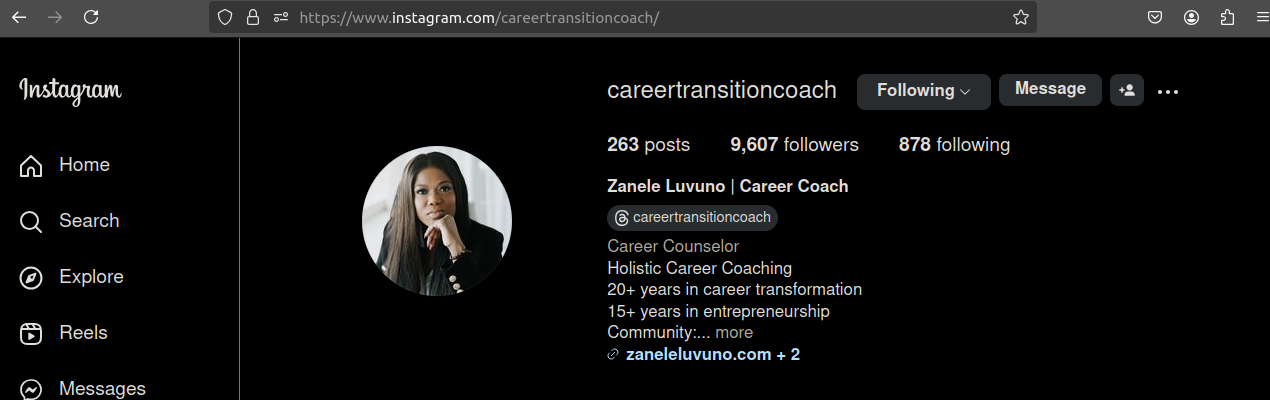 https://www.instagram.com/careertransitioncoach/
Instagram
careertransitioncoach Following Message
263 posts 9,607 followers 878 following
Zanele Luvuno | Career Coach
careertransitioncoach
Career Counselor
Holistic Career Coaching
20+ years in career transformation
15+ years in entrepreneurship
Community:... more
zaneleluvuno.com + 2
Home
Search
Explore
Reels
Messages